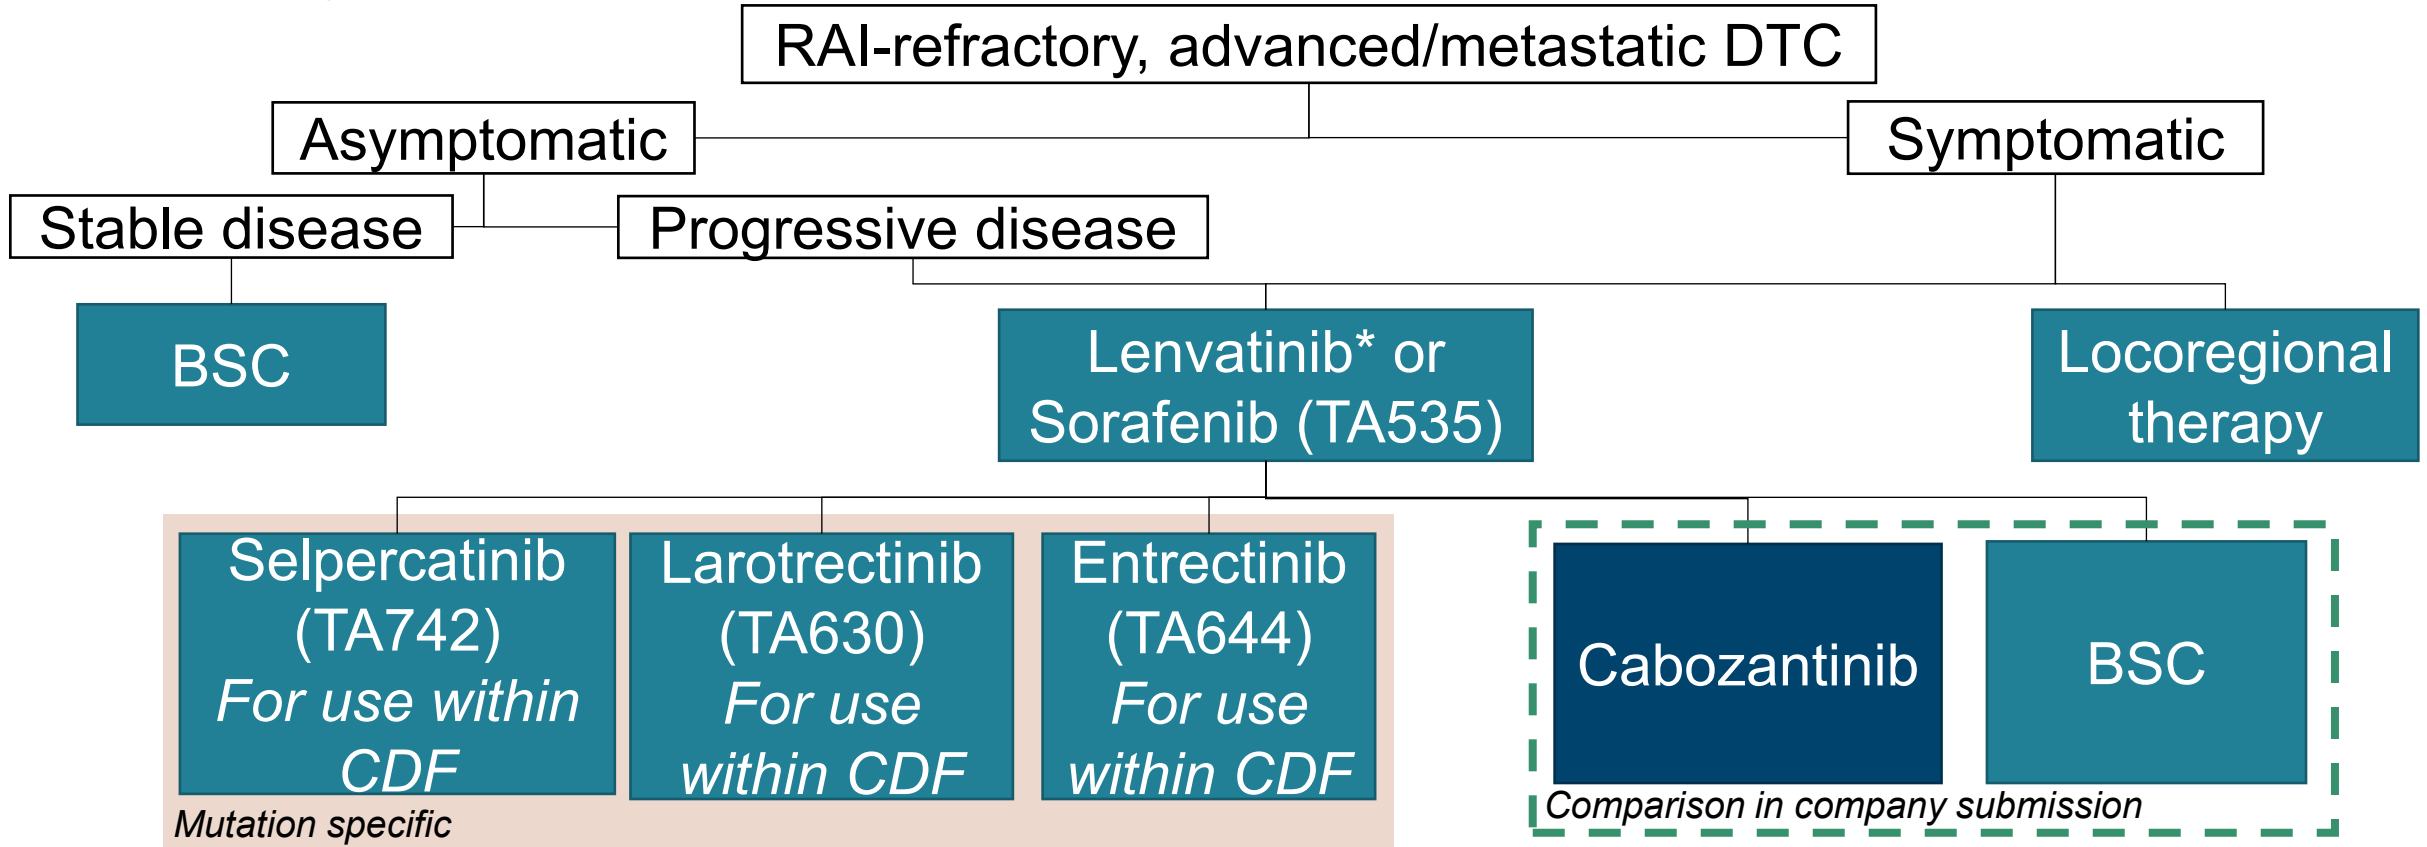 RAI-refractory, advanced/metastatic DTC
Asymptomatic
Symptomatic
Stable disease
Progressive disease
BSC
Lenvatinib* or
Sorafenib (TA535)
Locoregional
therapy
Selpercatinib
(TA742)
For use within
CDF
Larotrectinib
(TA630)
For use
within CDF
Entrectinib
(TA644)
For use
within CDF
Mutation specific
Cabozantinib
BSC
Comparison in company submission